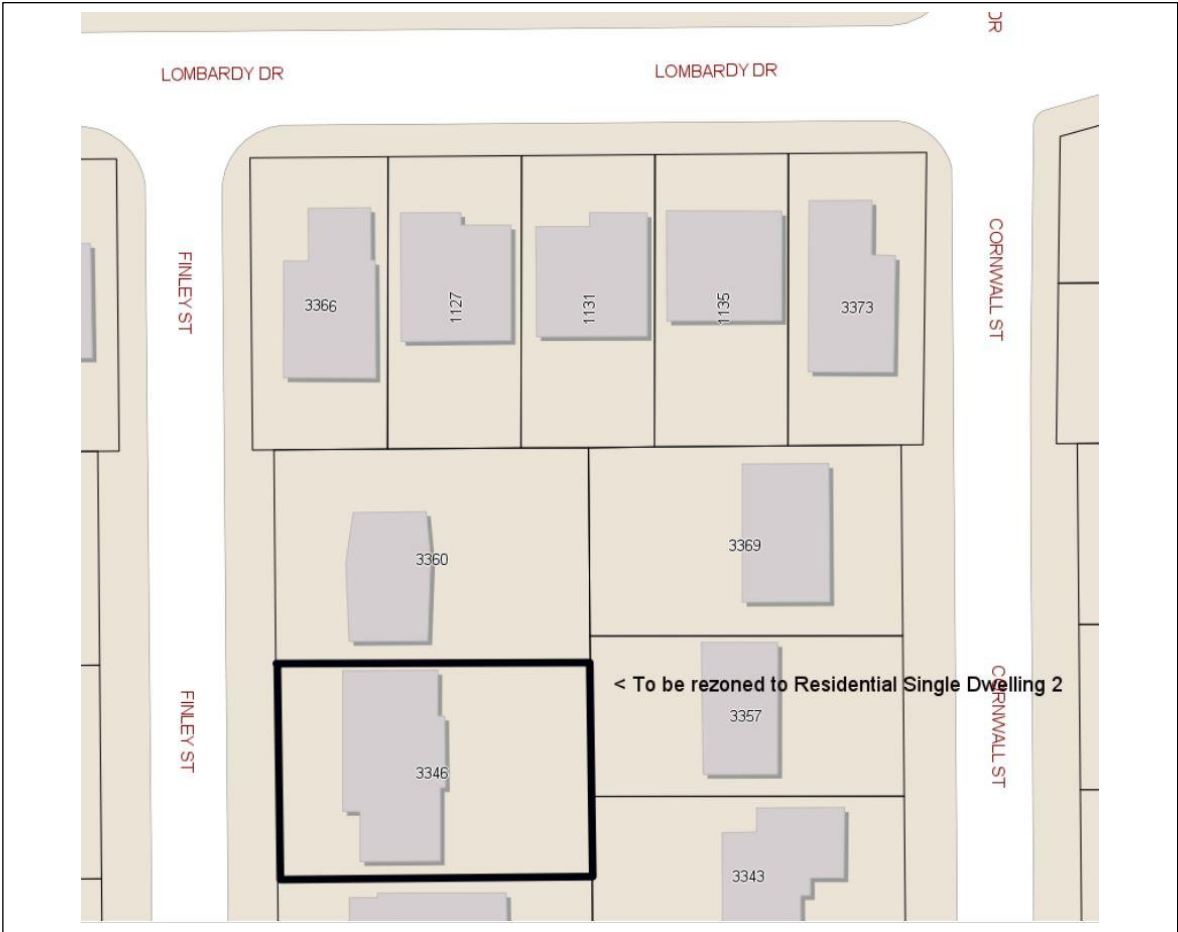 DR
LOMBARDY DR
LOMBARDY DR
FINLEY ST
CORNWALL ST
3366
1127
1131
1135
3373
3360
3369
< To be rezoned to Residential Single Dwelling 2
3357
FINLEY ST
CORNWALL ST
3346
3343